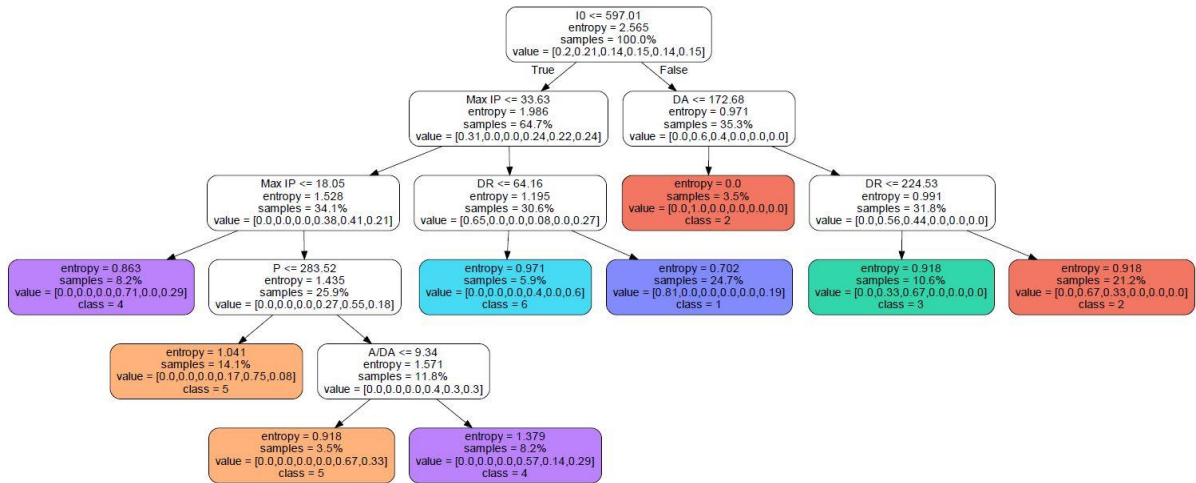 I0 <= 597.01
entropy = 2.565
samples = 100.0%
value = [0.2,0.21,0.14,0.15,0.14,0.15]
True
False
Max IP <= 33.63
entropy = 1.986
samples = 64.7%
value = [0.31,0.0,0.0,0.24,0.22,0.24]
DA <= 172.68
entropy = 0.971
samples = 35.3%
value = [0.0,0.6,0.4,0.0,0.0,0.0]
Max IP <= 18.05
entropy = 1.528
samples = 34.1%
value = [0.0,0.0,0.0,0.38,0.41,0.21]
DR <= 64.16
entropy = 1.195
samples = 30.6%
value = [0.65,0.0,0.0,0.08,0.0,0.27]
entropy = 0.0
samples = 3.5%
value = [0.0,1.0,0.0,0.0,0.0,0.0]
class = 2
DR <= 224.53
entropy = 0.991
samples = 31.8%
value = [0.0,0.56,0.44,0.0,0.0,0.0]
entropy = 0.863
samples = 8.2%
value = [0.0,0.0,0.0,0.71,0.0,0.29]
class = 4
P <= 283.52
entropy = 1.435
samples = 25.9%
value = [0.0,0.0,0.0,0.27,0.55,0.18]
entropy = 0.971
samples = 5.9%
value = [0.0,0.0,0.0,0.4,0.0,0.6]
class = 6
entropy = 0.702
samples = 24.7%
value = [0.81,0.0,0.0,0.0,0.0,0.19]
class = 1
entropy = 0.918
samples = 10.6%
value = [0.0,0.33,0.67,0.0,0.0,0.0]
class = 3
entropy = 0.918
samples = 21.2%
value = [0.0,0.67,0.33,0.0,0.0,0.0]
class = 2
entropy = 1.041
samples = 14.1%
value = [0.0,0.0,0.0,0.17,0.75,0.08]
class = 5
A/DA <= 9.34
entropy = 1.571
samples = 11.8%
value = [0.0,0.0,0.0,0.4,0.3,0.3]
entropy = 0.918
samples = 3.5%
value = [0.0,0.0,0.0,0.0,0.67,0.33]
class = 5
entropy = 1.379
samples = 8.2%
value = [0.0,0.0,0.0,0.57,0.14,0.29]
class = 4